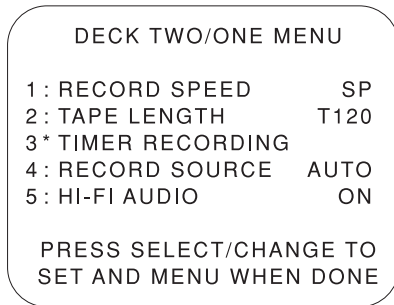 DECK TWO/ONE MENU
1: RECORD SPEED SP
2: TAPE LENGTH T120
3* TIMER RECORDING
4: RECORD SOURCE AUTO
5: HI-FI AUDIO ON
PRESS SELECT/CHANGE TO
SET AND MENU WHEN DONE